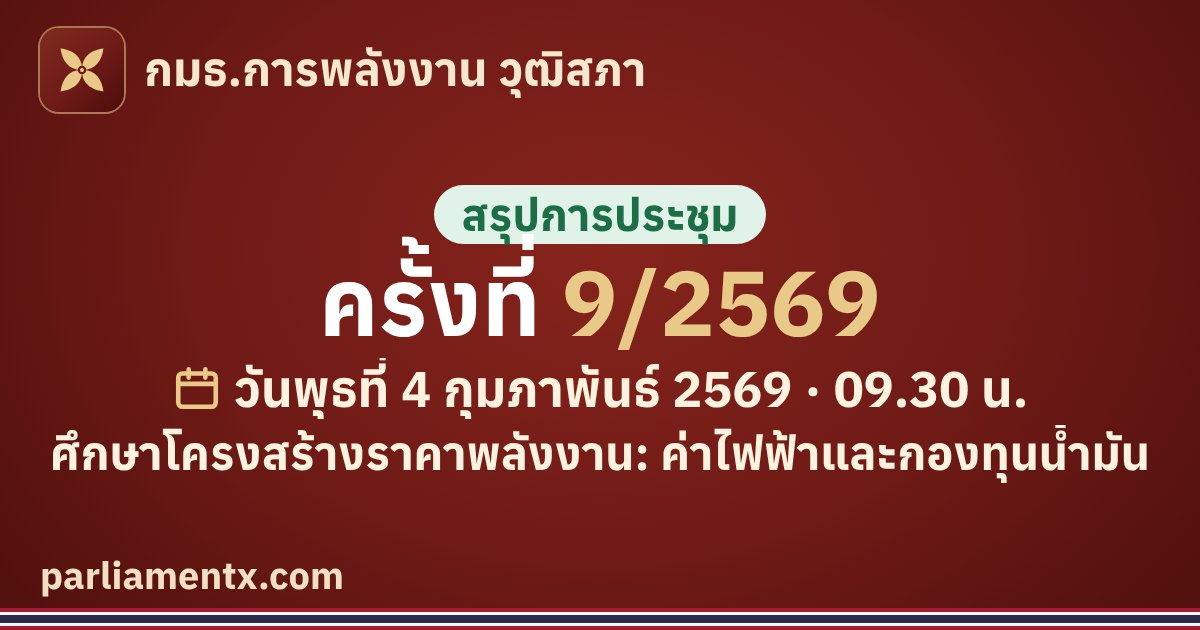 กมธ.การพลังงาน วุฒิสภา
สรุปการประชุม
ครั้งที่ 9/2569
วันพุธที่ 4 กุมภาพันธ์ 2569 · 09.30 น.
ศึกษาโครงสร้างราคาพลังงาน: ค่าไฟฟ้าและกองทุนน้ำมัน
parliamentx.com